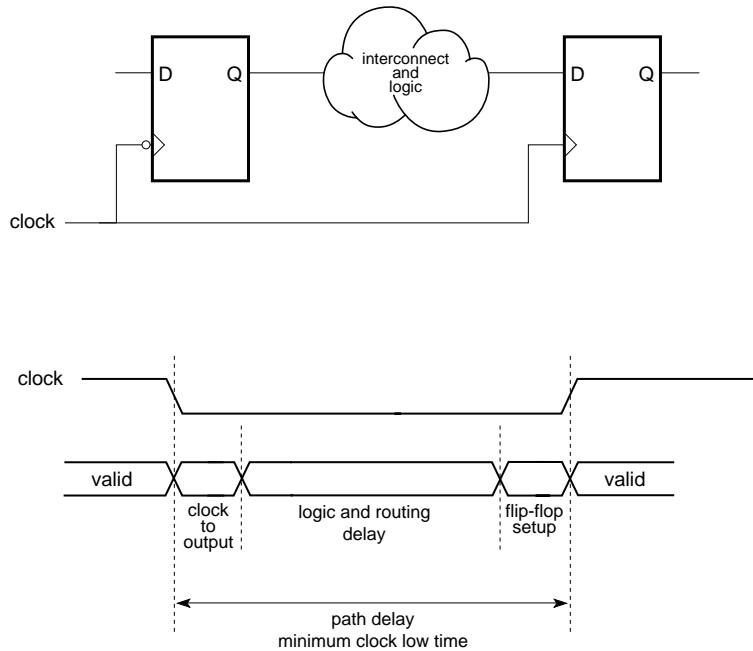 interconnect
and
logic
D Q
D Q
clock
clock
valid
valid
clock
to
output
logic and routing
delay
flip-flop
setup
path delay
minimum clock low time